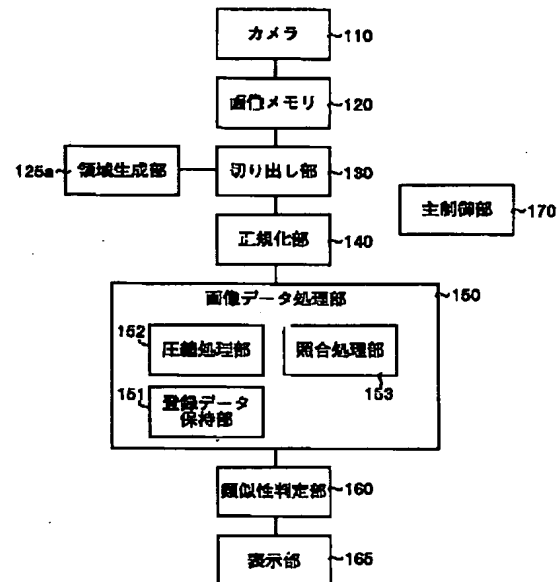 カメラ
110
画像メモリ
120
125a
領域生成部
切り出し部
130
主制御部
170
正規化部
140
画像データ処理部
150
152
圧縮処理部
照合処理部
153
151
登録データ
保持部
類似性判定部
160
表示部
165